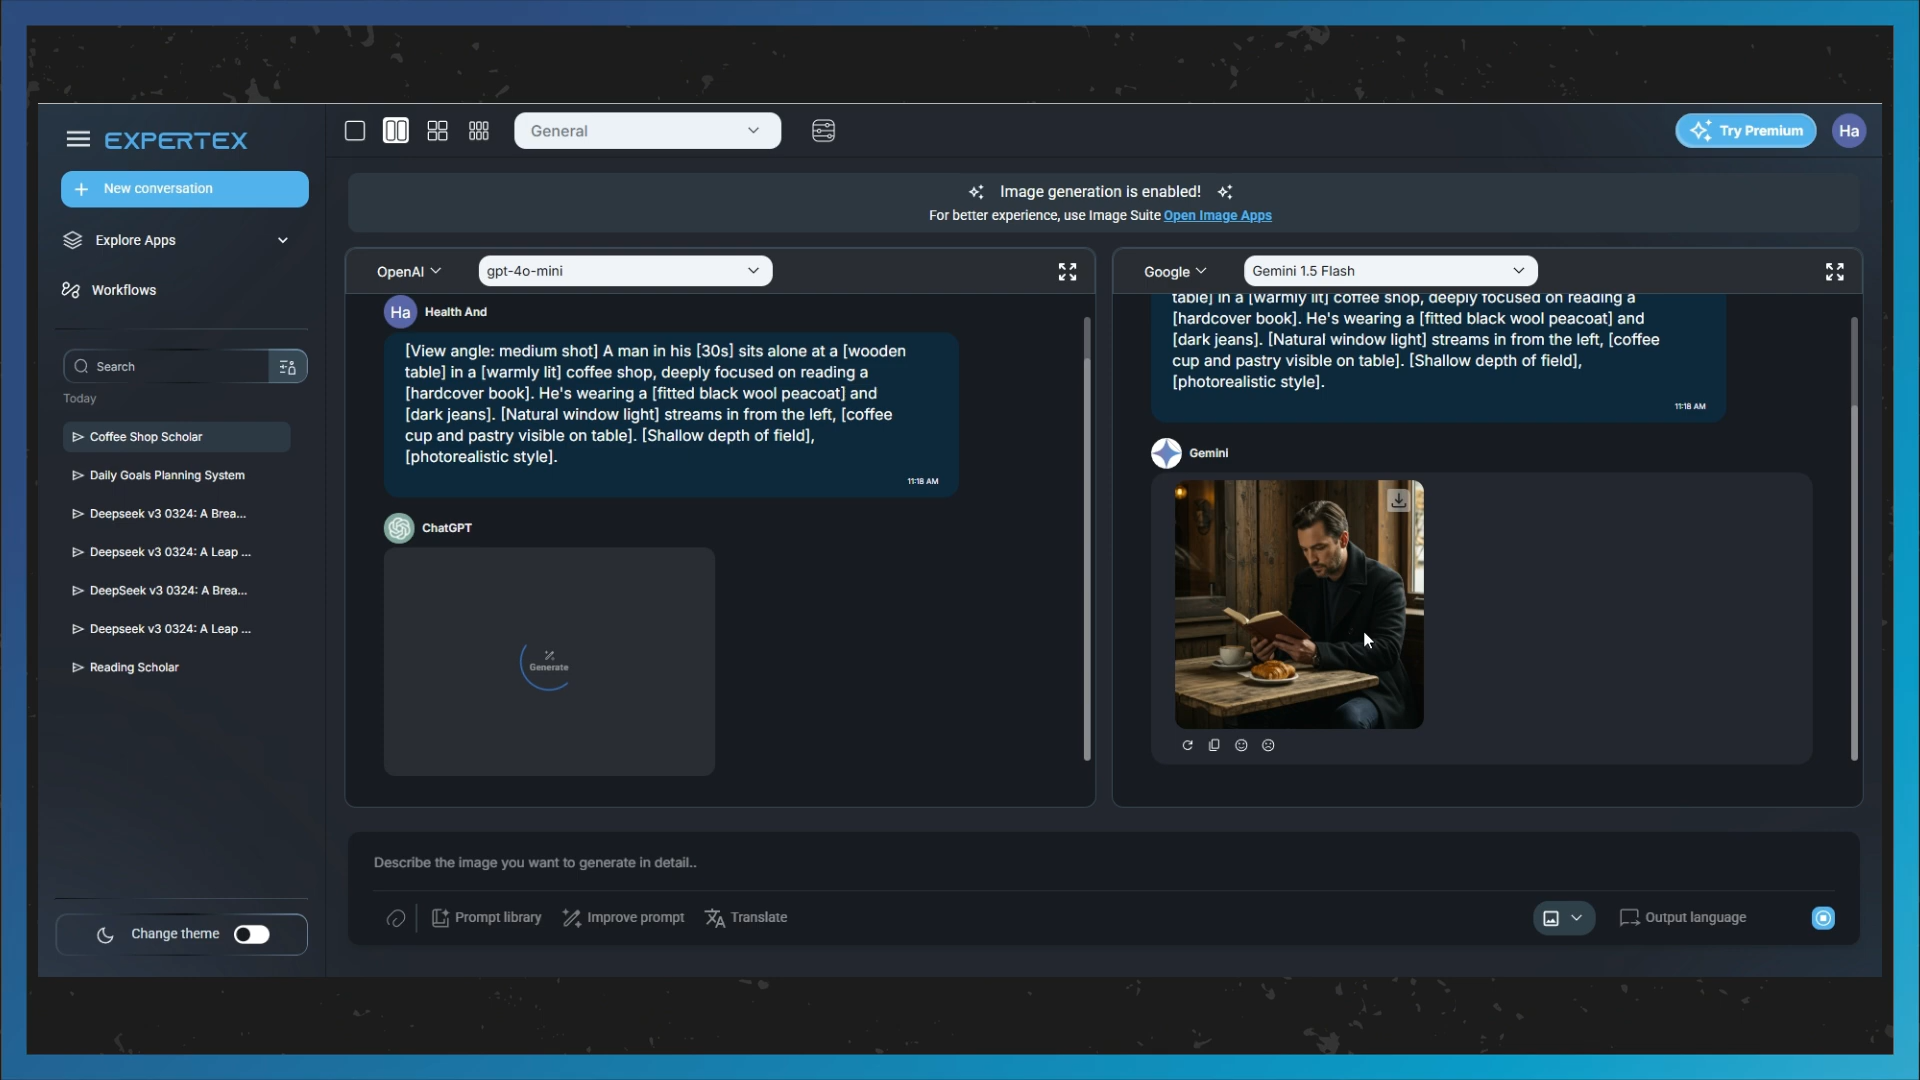 EXPERTEX
General
Try Premium
Ha
New conversation
Image generation is enabled!
For better experience, use Image Suite Open Image Apps
Explore Apps
Workflows
Search
Today
Coffee Shop Scholar
Daily Goals Planning System
Deepseek v3 0324: A Brea...
Deepseek v3 0324: A Leap ...
DeepSeek v3 0324: A Brea...
Deepseek v3 0324: A Leap ...
Reading Scholar
Change theme
OpenAI
gpt-4o-mini
Ha
Health And
[View angle: medium shot] A man in his [30s] sits alone at a [wooden
table] in a [warmly lit] coffee shop, deeply focused on reading a
[hardcover book]. He's wearing a [fitted black wool peacoat] and
[dark jeans]. [Natural window light] streams in from the left, [coffee
cup and pastry visible on table]. [Shallow depth of field],
[photorealistic style].
11:18 AM
ChatGPT
Generate
Google
Gemini 1.5 Flash
table] in a [warmly lit] coffee shop, deeply focused on reading a
[hardcover book]. He's wearing a [fitted black wool peacoat] and
[dark jeans]. [Natural window light] streams in from the left, [coffee
cup and pastry visible on table]. [Shallow depth of field],
[photorealistic style].
11:18 AM
Gemini
Describe the image you want to generate in detail..
Prompt library
Improve prompt
Translate
Output language